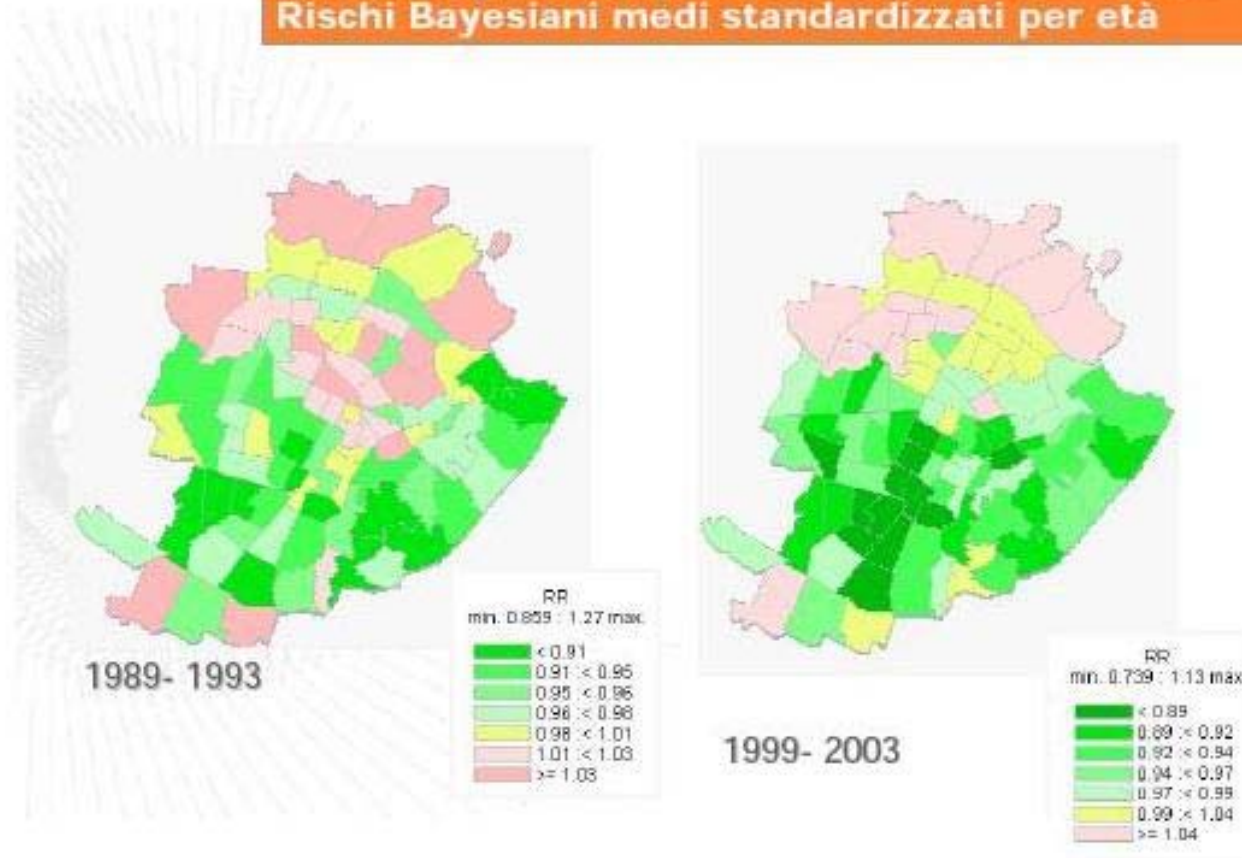 Rischi Bayesiani medi standardizzati per età
1989- 1993
RR
min. 0.859 : 1.27 max.
< 0.91
0.91 :< 0.95
0.95 :< 0.96
0.96 :< 0.98
0.98 :< 1.01
1.01 :< 1.03
>= 1.03
1999- 2003
RR
min. 0.739 : 1.13 max
< 0.89
0.89 :< 0.92
0.92 :< 0.94
0.94 :< 0.97
0.97 :< 0.99
0.99 :< 1.04
>= 1.04